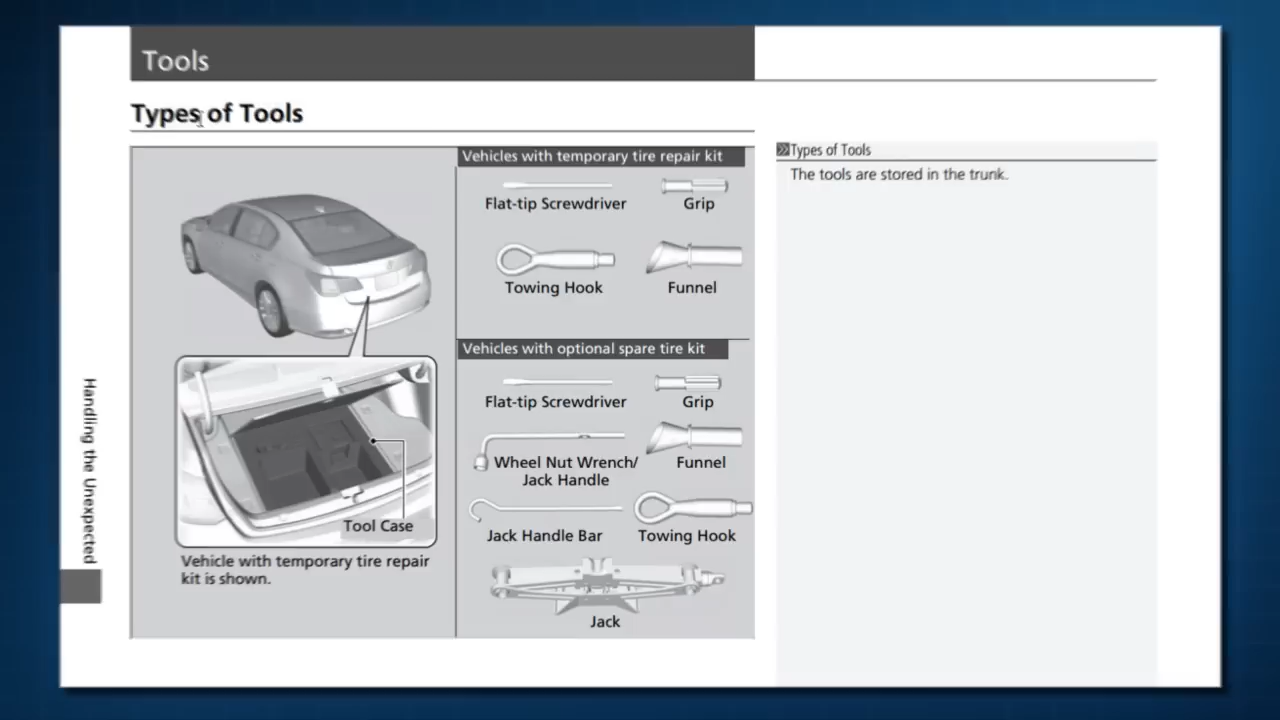 Tools
Types of Tools
Vehicles with temporary tire repair kit
Flat-tip Screwdriver
Grip
Towing Hook
Funnel
Vehicles with optional spare tire kit
Flat-tip Screwdriver
Grip
Wheel Nut Wrench/
Jack Handle
Funnel
Jack Handle Bar
Towing Hook
Jack
Tool Case
Vehicle with temporary tire repair
kit is shown.
Types of Tools
The tools are stored in the trunk.
Handling the Unexpected